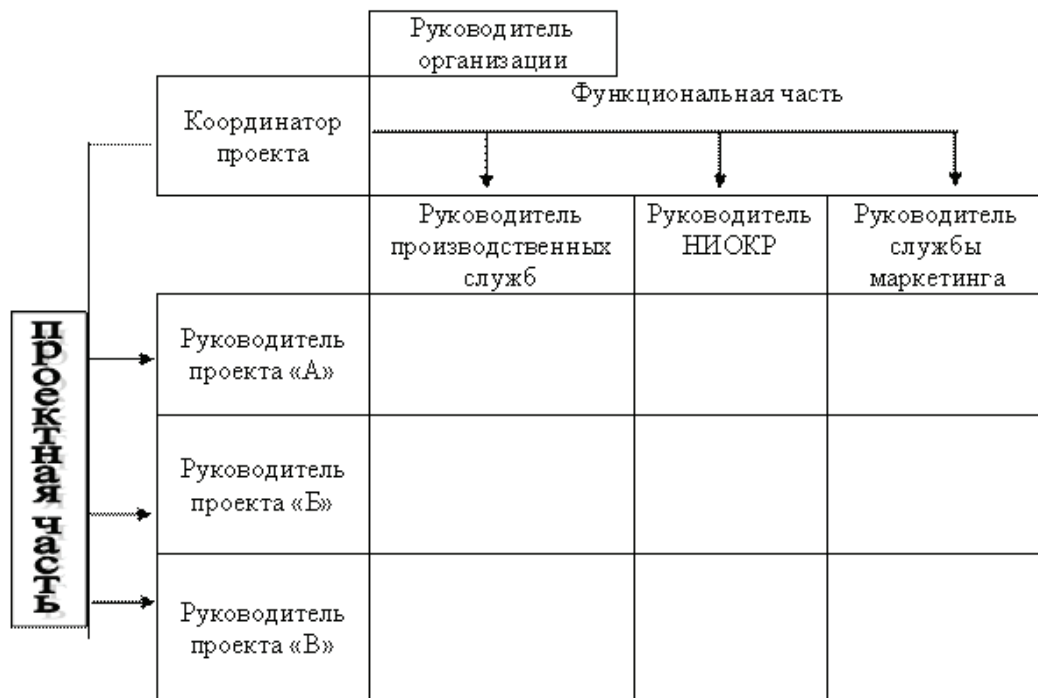 Руководитель
организации
Функциональная часть
Координатор
проекта
Руководитель
производственных
служб
Руководитель
НИОКР
Руководитель
службы
маркетинга
проектная часть
Руководитель
проекта «А»
Руководитель
проекта «Б»
Руководитель
проекта «В»